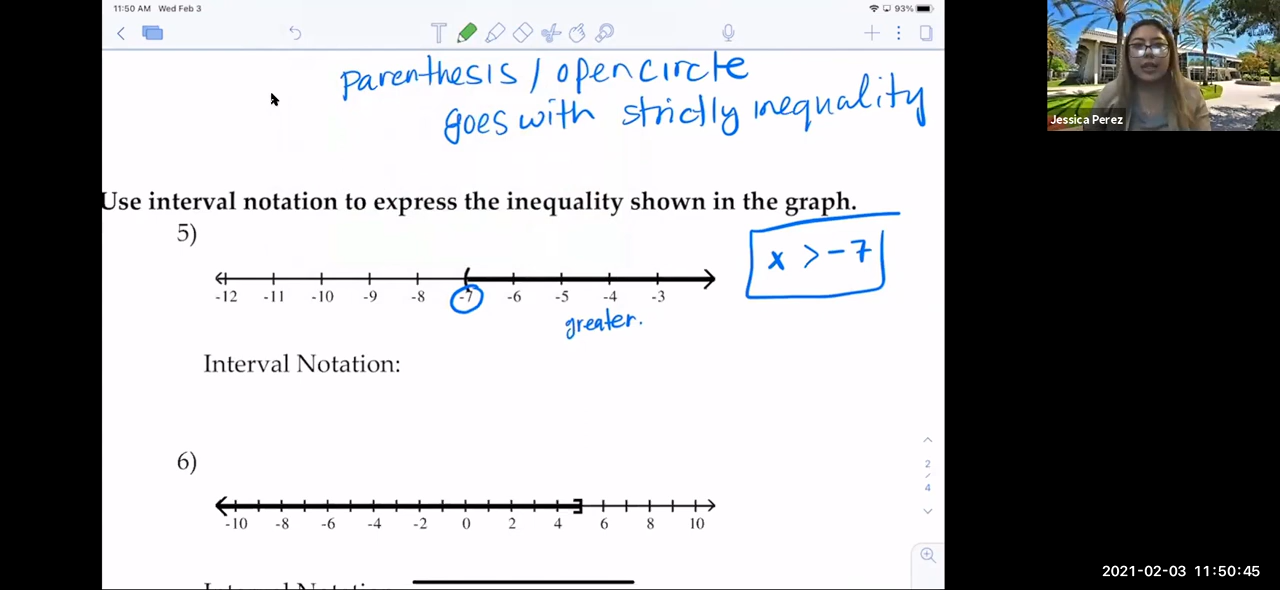 11:50 AM Wed Feb 3
93%
Parenthesis / open circle
goes with strictly inequality
Jessica Perez
Use interval notation to express the inequality shown in the graph.
5)
x > -7
-12 -11 -10 -9 -8 -7 -6 -5 -4 -3
greater.
Interval Notation:
6)
-10 -8 -6 -4 -2 0 2 4 6 8 10
2
/
4
2021-02-03 11:50:45